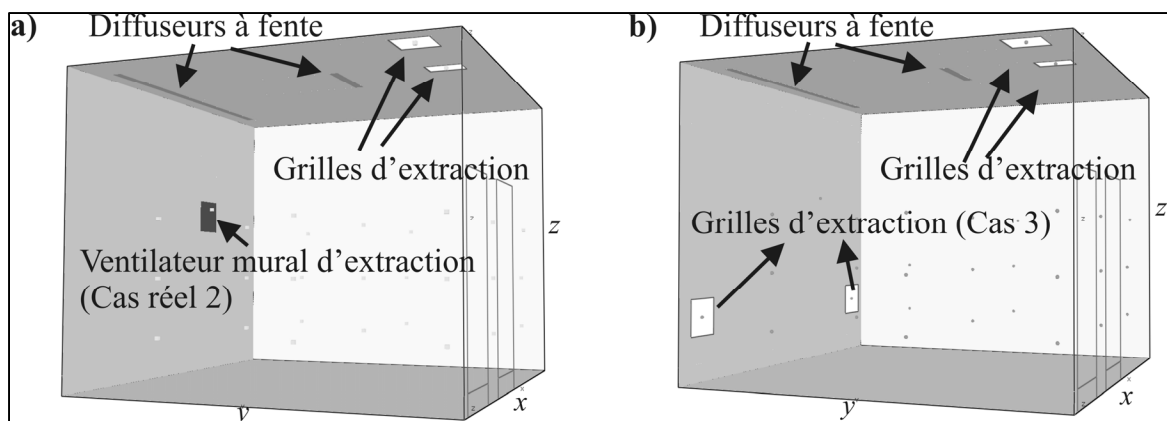 a)
Diffuseurs à fente
Grilles d'extraction
Ventilateur mural d'extraction
(Cas réel 2)
z
x
y
b)
Diffuseurs à fente
Grilles d'extraction
Grilles d'extraction (Cas 3)
z
x
y